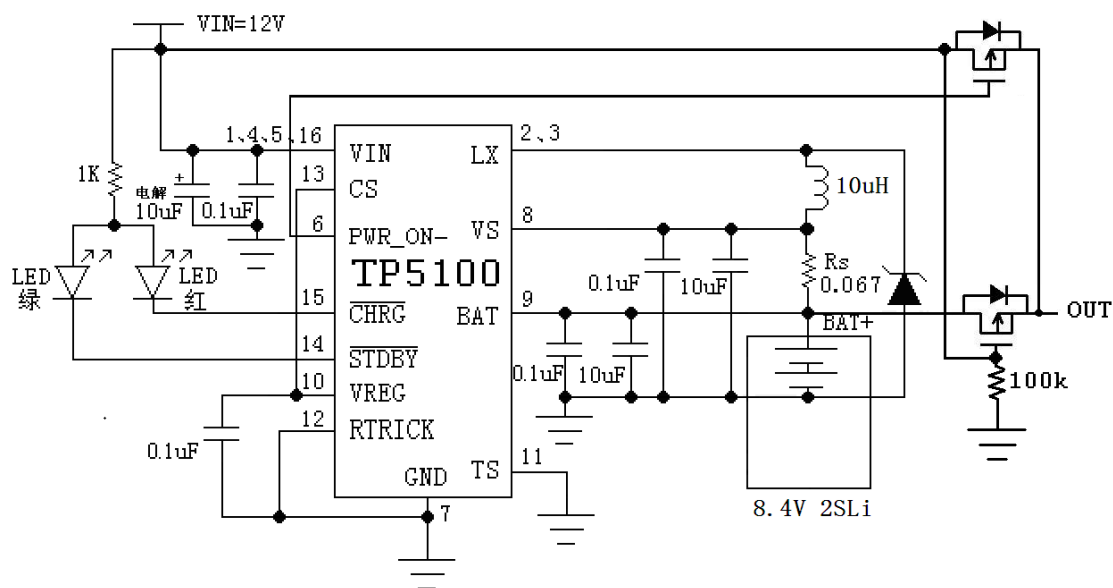 VIN=12V
1、4、5、16
VIN
LX
2、3
1K
电解
10uF
0.1uF
13
CS
10uH
6
PWR_ON-
VS
8
TP5100
LED
绿
LED
红
Rs
0.067
0.1uF
10uF
15
CHRG
BAT
9
BAT+
OUT
14
STDBY
0.1uF
10uF
100k
10
VREG
12
RTRICK
0.1uF
GND
TS
11
7
8.4V 2SLi